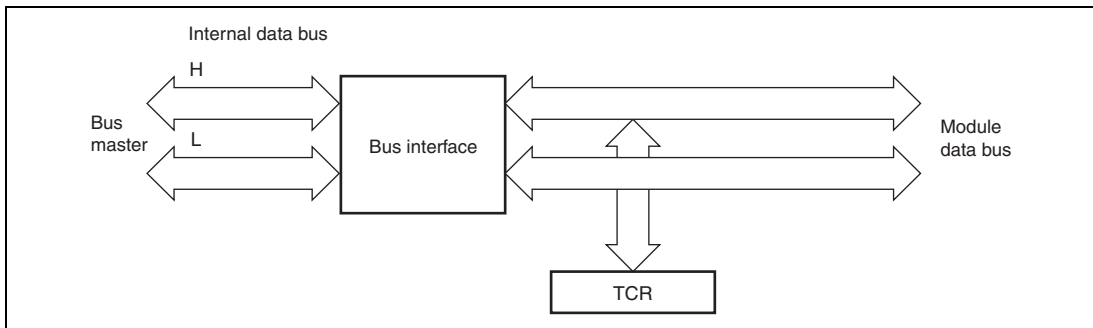 Internal data bus
H
Bus
master
L
Bus interface
Module
data bus
TCR